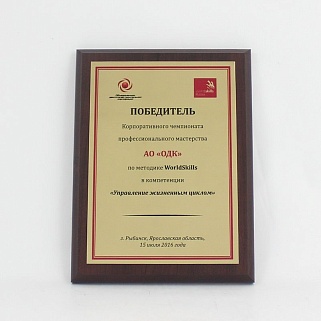 ПОБЕДИТЕЛЬ
Корпоративного чемпионата
профессионального мастерства
АО «ОДК»
по методике WorldSkills
в компетенции
«Управление жизненным циклом»
г. Рыбинск, Ярославская область,
15 июля 2016 года